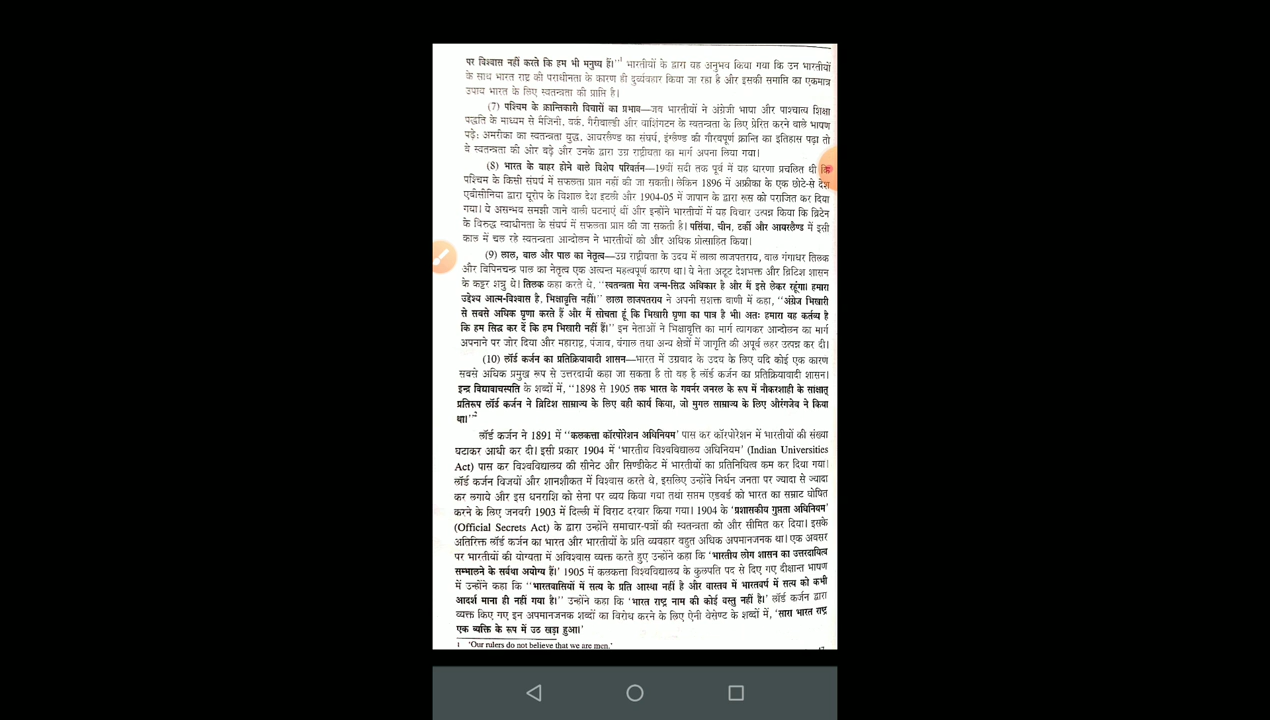 पर विश्वास नहीं करते कि हम भी मनुष्य हैं।''1 भारतीयों के द्वारा यह अनुभव किया गया कि उन भारतीयों
के साथ भारत राष्ट्र की पराधीनता के कारण ही दुर्व्यवहार किया जा रहा है और इसकी समाप्ति का एकमात्र
उपाय भारत के लिए स्वतन्त्रता की प्राप्ति है।
(7) पश्चिम के क्रान्तिकारी विचारों का प्रभाव—जब भारतीयों ने अंग्रेजी भाषा और पाश्चात्य शिक्षा
पद्धति के माध्यम से मैजिनी, बर्क, गैरीबाल्डी और वाशिंगटन के स्वतन्त्रता के लिए प्रेरित करने वाले भाषण
पढ़े; अमरीका का स्वतन्त्रता युद्ध, आयरलैण्ड का संघर्ष, इंग्लैण्ड की गौरवपूर्ण क्रान्ति का इतिहास पढ़ा तो
वे स्वतन्त्रता की ओर बढ़े और उनके द्वारा उग्र राष्ट्रीयता का मार्ग अपना लिया गया।
(8) भारत के बाहर होने वाले विशेष परिवर्तन—19वीं सदी तक पूर्व में यह धारणा प्रचलित थी कि
पश्चिम के किसी संघर्ष में सफलता प्राप्त नहीं की जा सकती। लेकिन 1896 में अफ्रीका के एक छोटे-से देश
एबीसीनिया द्वारा यूरोप के विशाल देश इटली और 1904-05 में जापान के द्वारा रूस को पराजित कर दिया
गया। ये असम्भव समझी जाने वाली घटनाएं थीं और इन्होंने भारतीयों में यह विचार उत्पन्न किया कि ब्रिटेन
के विरुद्ध स्वाधीनता के संघर्ष में सफलता प्राप्त की जा सकती है। पर्सिया, चीन, टर्की और आयरलैण्ड में इसी
काल में चल रहे स्वतन्त्रता आन्दोलन ने भारतीयों को और अधिक प्रोत्साहित किया।
(9) लाल, बाल और पाल का नेतृत्व—उग्र राष्ट्रीयता के उदय में लाला लाजपतराय, बाल गंगाधर तिलक
और विपिनचन्द्र पाल का नेतृत्व एक अत्यन्त महत्वपूर्ण कारण था। ये नेता अटूट देशभक्त और ब्रिटिश शासन
के कट्टर शत्रु थे। तिलक कहा करते थे, ''स्वतन्त्रता मेरा जन्म-सिद्ध अधिकार है और मैं इसे लेकर रहूंगा। हमारा
उद्देश्य आत्म-विश्वास है, भिक्षावृत्ति नहीं।'' लाला लाजपतराय ने अपनी सशक्त वाणी में कहा, ''अंग्रेज भिखारी
से सबसे अधिक घृणा करते हैं और मैं सोचता हूं कि भिखारी घृणा का पात्र है भी। अतः हमारा यह कर्तव्य है
कि हम सिद्ध कर दें कि हम भिखारी नहीं हैं।'' इन नेताओं ने भिक्षावृत्ति का मार्ग त्यागकर आन्दोलन का मार्ग
अपनाने पर जोर दिया और महाराष्ट्र, पंजाब, बंगाल तथा अन्य क्षेत्रों में जागृति की अपूर्व लहर उत्पन्न कर दी।
(10) लॉर्ड कर्जन का प्रतिक्रियावादी शासन—भारत में उग्रवाद के उदय के लिए यदि कोई एक कारण
सबसे अधिक प्रमुख रूप से उत्तरदायी कहा जा सकता है तो वह है लॉर्ड कर्जन का प्रतिक्रियावादी शासन।
इन्द्र विद्यावाचस्पति के शब्दों में, ''1898 से 1905 तक भारत के गवर्नर जनरल के रूप में नौकरशाही के साक्षात्
प्रतिरूप लॉर्ड कर्जन ने ब्रिटिश साम्राज्य के लिए वही कार्य किया, जो मुगल साम्राज्य के लिए औरंगजेब ने किया
था।''2
लॉर्ड कर्जन ने 1891 में ''कलकत्ता कॉरपोरेशन अधिनियम' पास कर कॉरपोरेशन में भारतीयों की संख्या
घटाकर आधी कर दी। इसी प्रकार 1904 में 'भारतीय विश्वविद्यालय अधिनियम' (Indian Universities
Act) पास कर विश्वविद्यालय की सीनेट और सिण्डीकेट में भारतीयों का प्रतिनिधित्व कम कर दिया गया।
लॉर्ड कर्जन विजयों और शानशौकत में विश्वास करते थे, इसलिए उन्होंने निर्धन जनता पर ज्यादा से ज्यादा
कर लगाये और इस धनराशि को सेना पर व्यय किया गया तथा सप्तम एडवर्ड को भारत का सम्राट घोषित
करने के लिए जनवरी 1903 में दिल्ली में विराट दरबार किया गया। 1904 के 'प्रशासकीय गुप्तता अधिनियम'
(Official Secrets Act) के द्वारा उन्होंने समाचार-पत्रों की स्वतन्त्रता को और सीमित कर दिया। इसके
अतिरिक्त लॉर्ड कर्जन का भारत और भारतीयों के प्रति व्यवहार बहुत अधिक अपमानजनक था। एक अवसर
पर भारतीयों की योग्यता में अविश्वास व्यक्त करते हुए उन्होंने कहा कि 'भारतीय लोग शासन का उत्तरदायित्व
सम्भालने के सर्वथा अयोग्य हैं।' 1905 में कलकत्ता विश्वविद्यालय के कुलपति पद से दिए गए दीक्षान्त भाषण
में उन्होंने कहा कि ''भारतवासियों में सत्य के प्रति आस्था नहीं है और वास्तव में भारतवर्ष में सत्य को कभी
आदर्श माना ही नहीं गया है।'' उन्होंने कहा कि 'भारत राष्ट्र नाम की कोई वस्तु नहीं है।' लॉर्ड कर्जन द्वारा
व्यक्त किए गए इन अपमानजनक शब्दों का विरोध करने के लिए ऐनी बेसेण्ट के शब्दों में, 'सारा भारत राष्ट्र
एक व्यक्ति के रूप में उठ खड़ा हुआ।'
1 'Our rulers do not believe that we are men.'